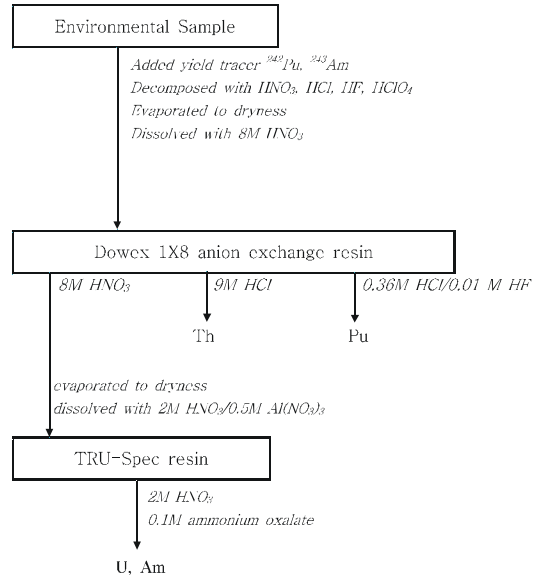 Environmental Sample
Added yield tracer ²⁴²Pu, ²⁴³Am
Decomposed with HNO₃, HCl, HF, HClO₄
Evaporated to dryness
Dissolved with 8M HNO₃
Dowex 1X8 anion exchange resin
8M HNO₃
9M HCl
0.36M HCl/0.01 M HF
Th
Pu
evaporated to dryness
dissolved with 2M HNO₃/0.5M Al(NO₃)₃
TRU-Spec resin
2M HNO₃
0.1M ammonium oxalate
U, Am